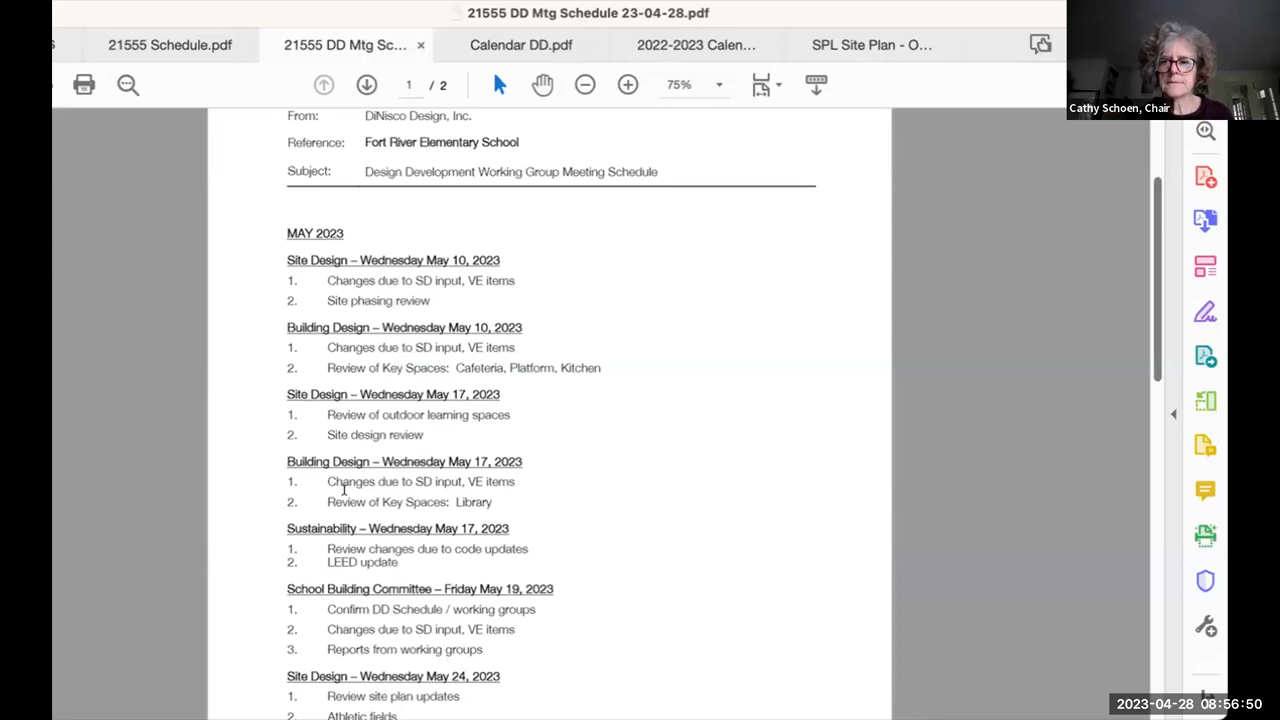 21555 DD Mtg Schedule 23-04-28.pdf
21555 Schedule.pdf
21555 DD Mtg Sc... ×
Calendar DD.pdf
2022-2023 Calen...
SPL Site Plan - O...
1 / 2
75%
Cathy Schoen, Chair
From: DiNisco Design, Inc.
Reference: Fort River Elementary School
Subject: Design Development Working Group Meeting Schedule
MAY 2023
Site Design – Wednesday May 10, 2023
1. Changes due to SD input, VE items
2. Site phasing review
Building Design – Wednesday May 10, 2023
1. Changes due to SD input, VE items
2. Review of Key Spaces: Cafeteria, Platform, Kitchen
Site Design – Wednesday May 17, 2023
1. Review of outdoor learning spaces
2. Site design review
Building Design – Wednesday May 17, 2023
1. Changes due to SD input, VE items
2. Review of Key Spaces: Library
Sustainability – Wednesday May 17, 2023
1. Review changes due to code updates
2. LEED update
School Building Committee – Friday May 19, 2023
1. Confirm DD Schedule / working groups
2. Changes due to SD input, VE items
3. Reports from working groups
Site Design – Wednesday May 24, 2023
1. Review site plan updates
2. Athletic fields
2023-04-28 08:56:50